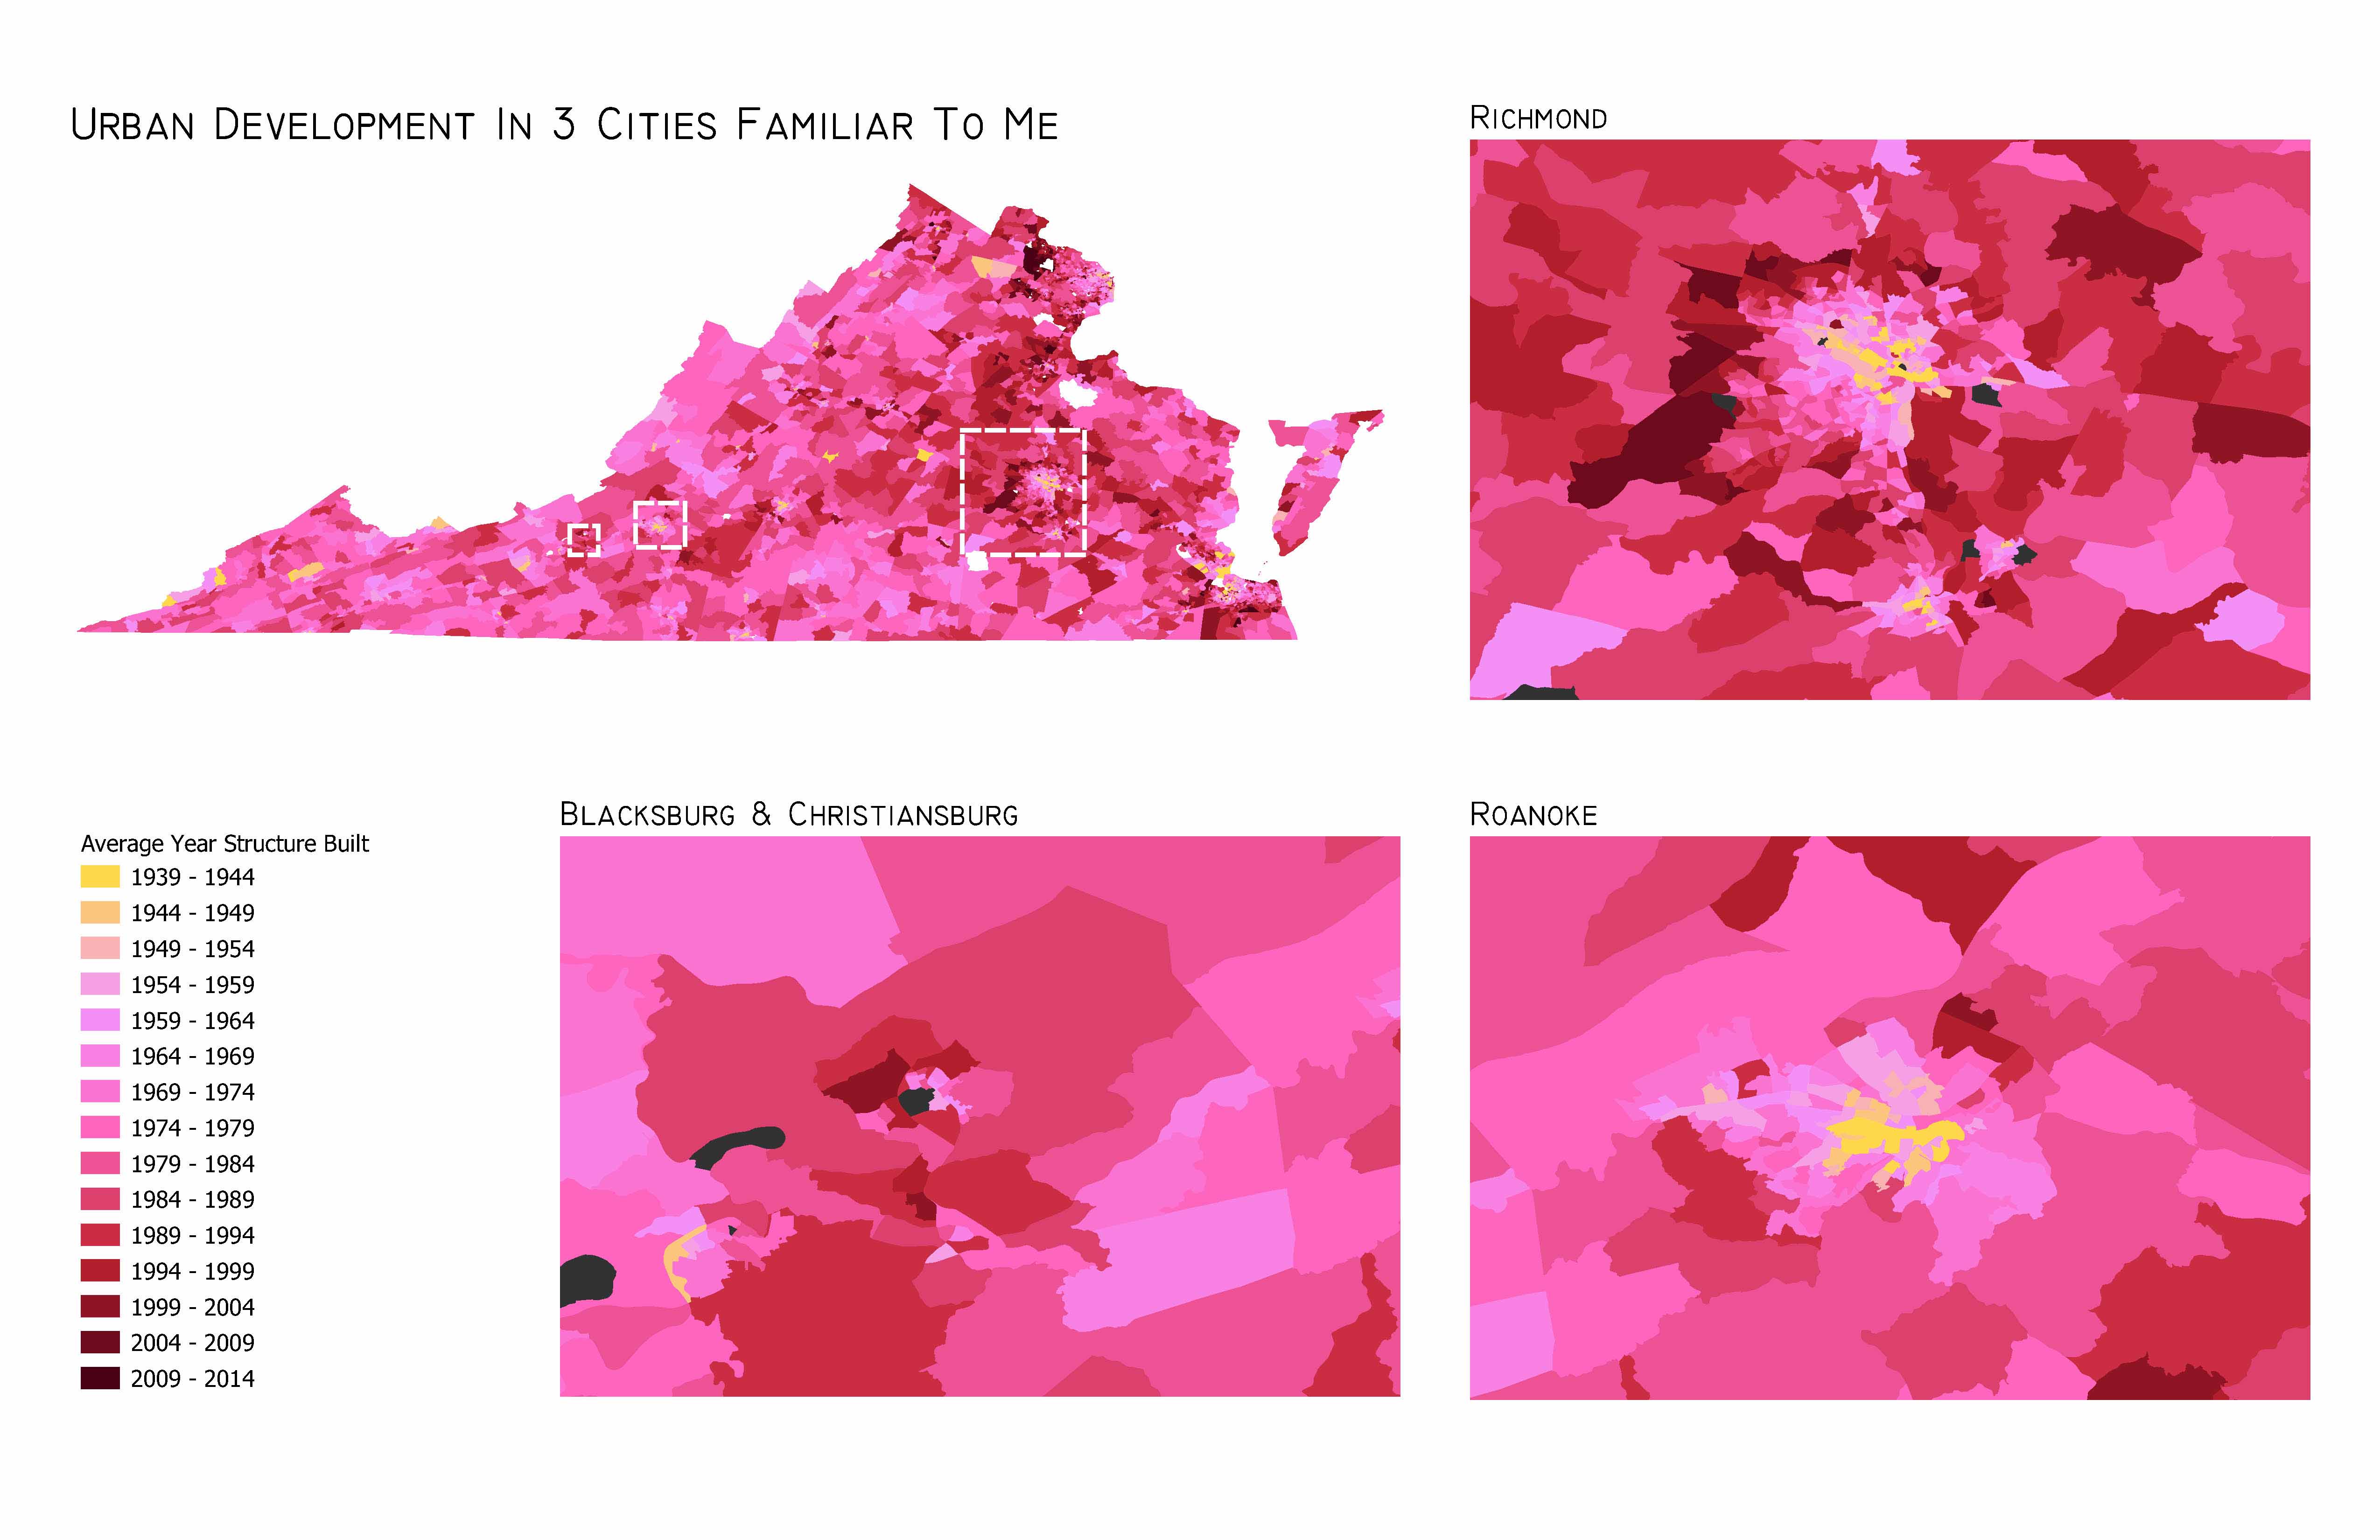 Urban Development In 3 Cities Familiar To Me
Richmond
Blacksburg & Christiansburg
Roanoke
Average Year Structure Built
1939 - 1944
1944 - 1949
1949 - 1954
1954 - 1959
1959 - 1964
1964 - 1969
1969 - 1974
1974 - 1979
1979 - 1984
1984 - 1989
1989 - 1994
1994 - 1999
1999 - 2004
2004 - 2009
2009 - 2014